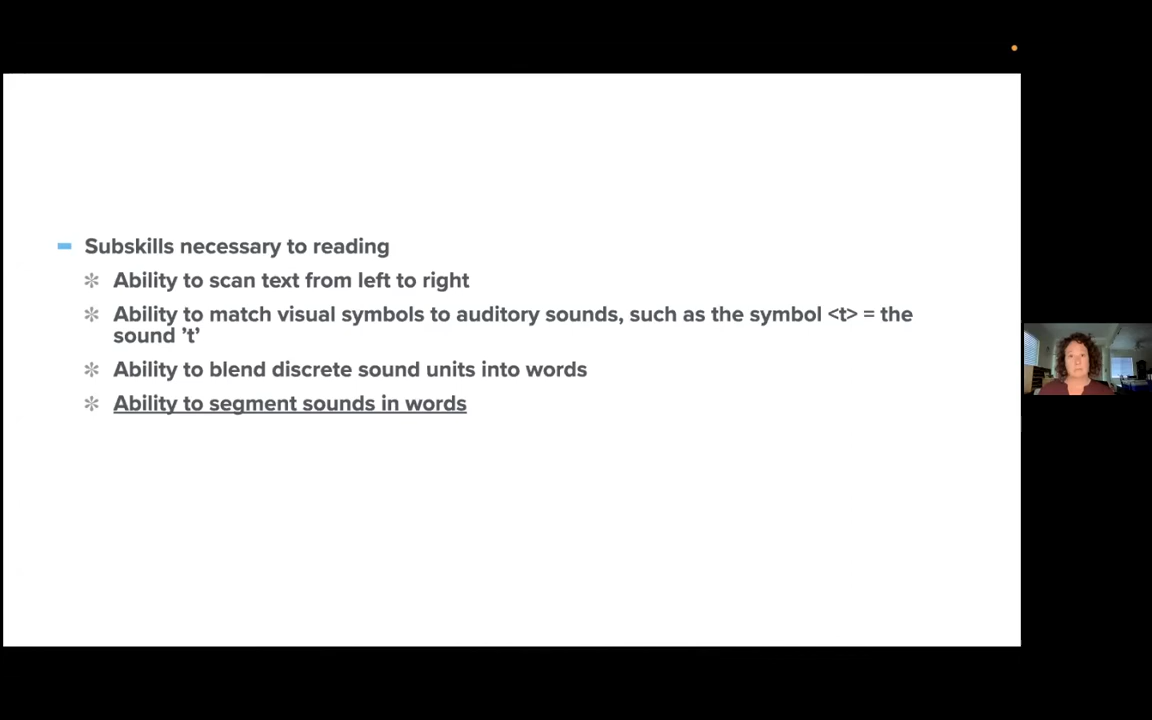 Subskills necessary to reading
Ability to scan text from left to right
Ability to match visual symbols to auditory sounds, such as the symbol <t> = the
sound ’t’
Ability to blend discrete sound units into words
Ability to segment sounds in words